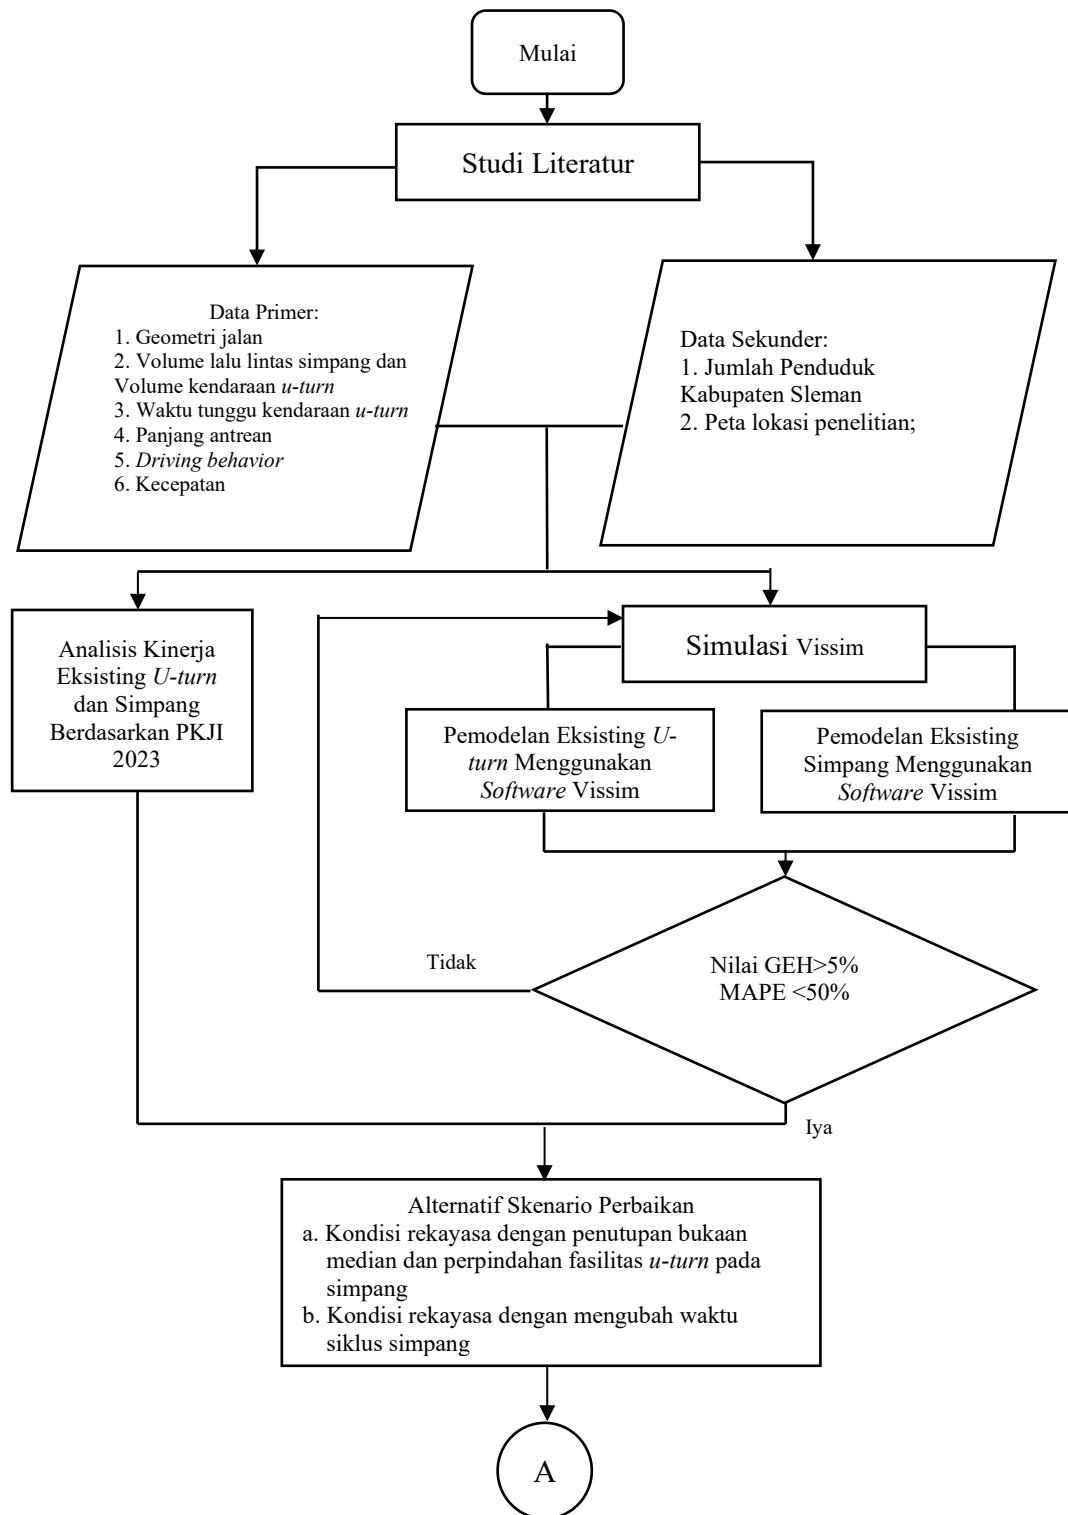 Mulai
Studi Literatur
Data Primer:
1. Geometri jalan
2. Volume lalu lintas simpang dan
Volume kendaraan u-turn
3. Waktu tunggu kendaraan u-turn
4. Panjang antrean
5. Driving behavior
6. Kecepatan
Data Sekunder:
1. Jumlah Penduduk
Kabupaten Sleman
2. Peta lokasi penelitian;
Analisis Kinerja
Eksisting U-turn
dan Simpang
Berdasarkan PKJI
2023
Simulasi Vissim
Pemodelan Eksisting U-
turn Menggunakan
Software Vissim
Pemodelan Eksisting
Simpang Menggunakan
Software Vissim
Tidak
Nilai GEH>5%
MAPE <50%
Iya
Alternatif Skenario Perbaikan
a. Kondisi rekayasa dengan penutupan bukaan
median dan perpindahan fasilitas u-turn pada
simpang
b. Kondisi rekayasa dengan mengubah waktu
siklus simpang
A